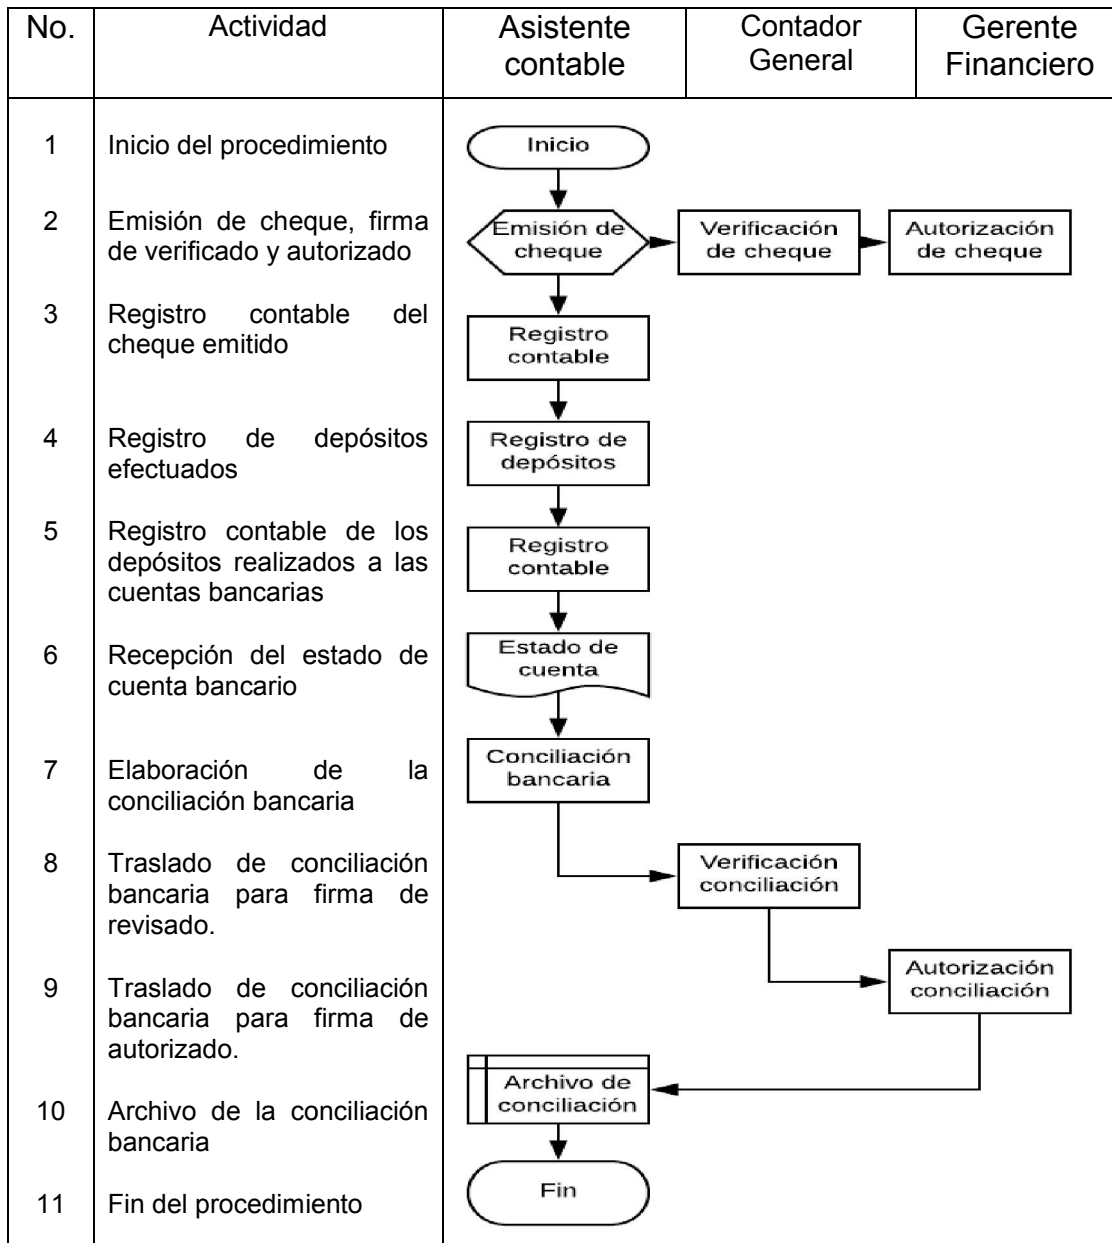 No. Actividad Asistente contable Contador General Gerente Financiero
1 Inicio del procedimiento
Inicio
2 Emisión de cheque, firma
de verificado y autorizado
Emisión de
cheque
Verificación
de cheque
Autorización
de cheque
3 Registro contable del
cheque emitido
Registro
contable
4 Registro de depósitos
efectuados
Registro de
depósitos
5 Registro contable de los
depósitos realizados a las
cuentas bancarias
Registro
contable
6 Recepción del estado de
cuenta bancario
Estado de
cuenta
7 Elaboración de la
conciliación bancaria
Conciliación
bancaria
8 Traslado de conciliación
bancaria para firma de
revisado.
Verificación
conciliación
9 Traslado de conciliación
bancaria para firma de
autorizado.
Autorización
conciliación
10 Archivo de la conciliación
bancaria
Archivo de
conciliación
11 Fin del procedimiento
Fin